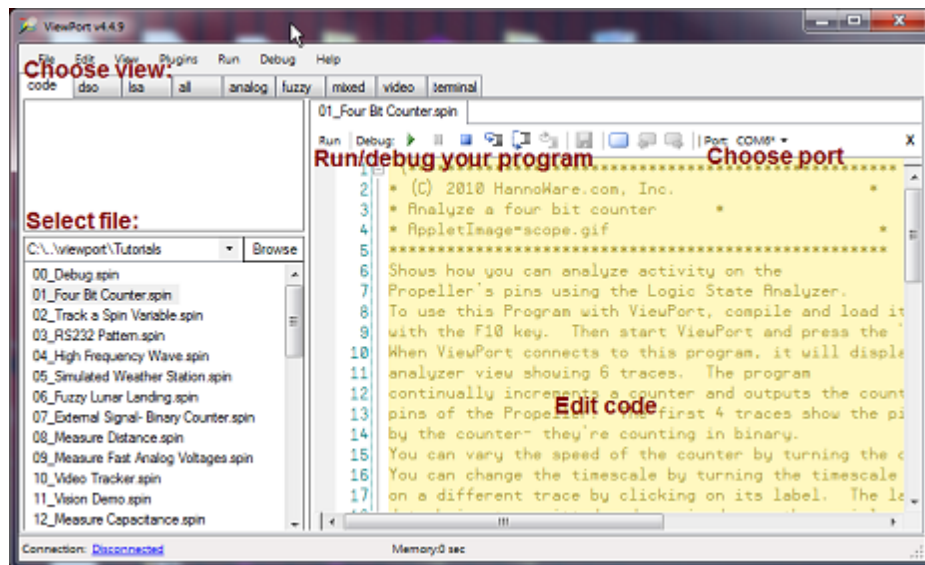 ViewPort v4.4.9
File Edit View Plugins Run Debug Help
Choose view:
code dso lsa all analog fuzzy mixed video terminal
01_Four Bit Counter.spin
Run Debug: Port: COM6* X
Run/debug your program Choose port
1 ****************************************
2 * (C) 2010 HannoWare.com, Inc. *
3 * Analyze a four bit counter *
4 * AppletImage=scope.gif *
5 ******************************************
6 Shows how you can analyze activity on the
7 Propeller's pins using the Logic State Analyzer.
8 To use this Program with ViewPort, compile and load it
9 with the F10 key. Then start ViewPort and press the
10 When ViewPort connects to this program, it will displa
11 analyzer view showing 6 traces. The program
12 continually increments a counter and outputs the count
13 pins of the Propeller. The first 4 traces show the pi
14 by the counter- they're counting in binary.
15 You can vary the speed of the counter by turning the
16 You can change the timescale by turning the timescale
17 on a different trace by clicking on its label. The la
Edit code
Select file:
C:\..\viewport\Tutorials Browse
00_Debug.spin
01_Four Bit Counter.spin
02_Track a Spin Variable.spin
03_RS232 Pattern.spin
04_High Frequency Wave.spin
05_Simulated Weather Station.spin
06_Fuzzy Lunar Landing.spin
07_External Signal- Binary Counter.spin
08_Measure Distance.spin
09_Measure Fast Analog Voltages.spin
10_Video Tracker.spin
11_Vision Demo.spin
12_Measure Capacitance.spin
Connection: Disconnected Memory:0 sec